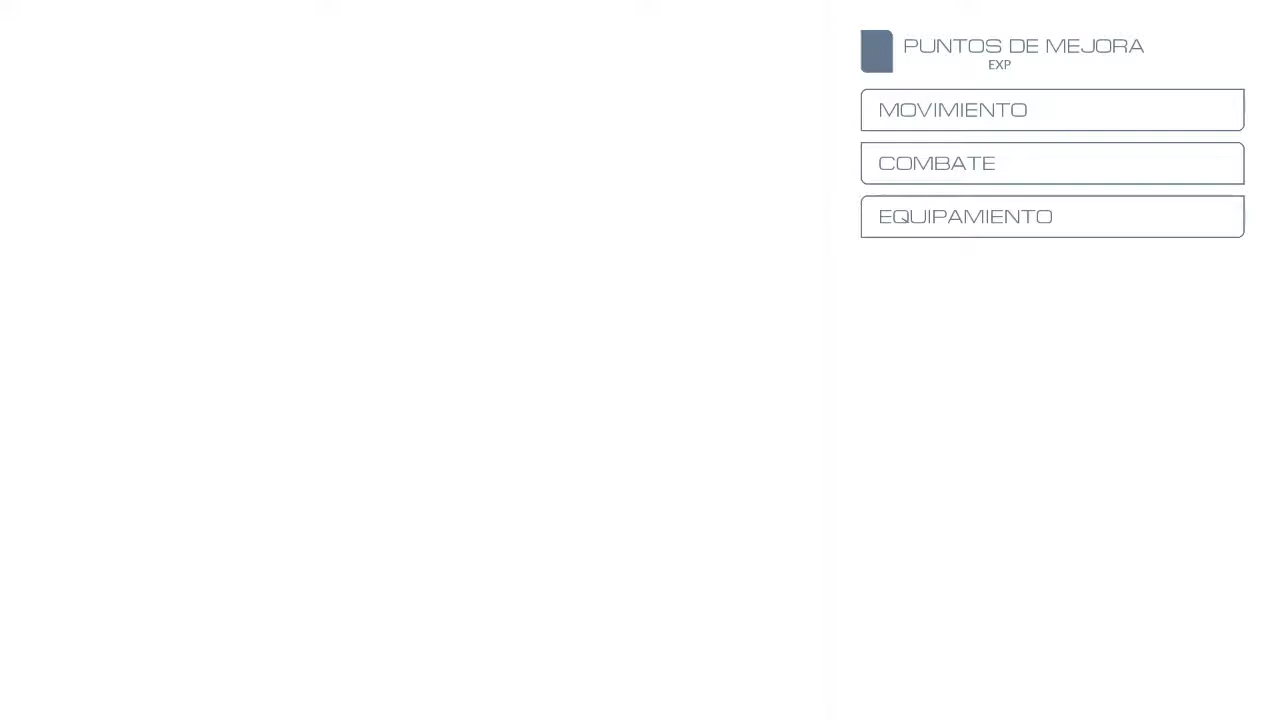 PUNTOS DE MEJORA
EXP
MOVIMIENTO
COMBATE
EQUIPAMIENTO